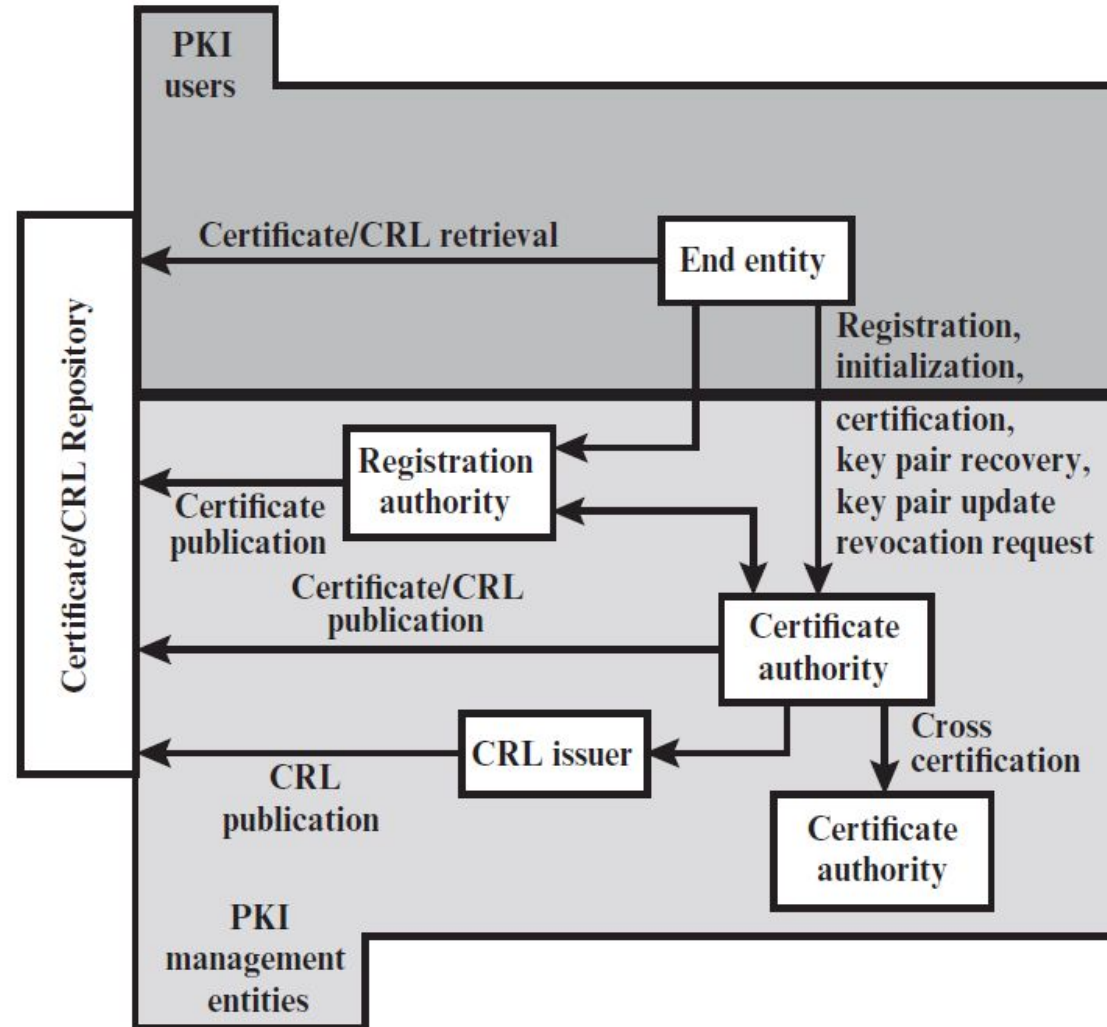 PKI
users
Certificate/CRL retrieval
End entity
Certificate/CRL Repository
Registration,
initialization,
certification,
key pair recovery,
key pair update
revocation request
Registration
authority
Certificate
publication
Certificate/CRL
publication
Certificate
authority
CRL issuer
CRL
publication
Cross
certification
Certificate
authority
PKI
management
entities